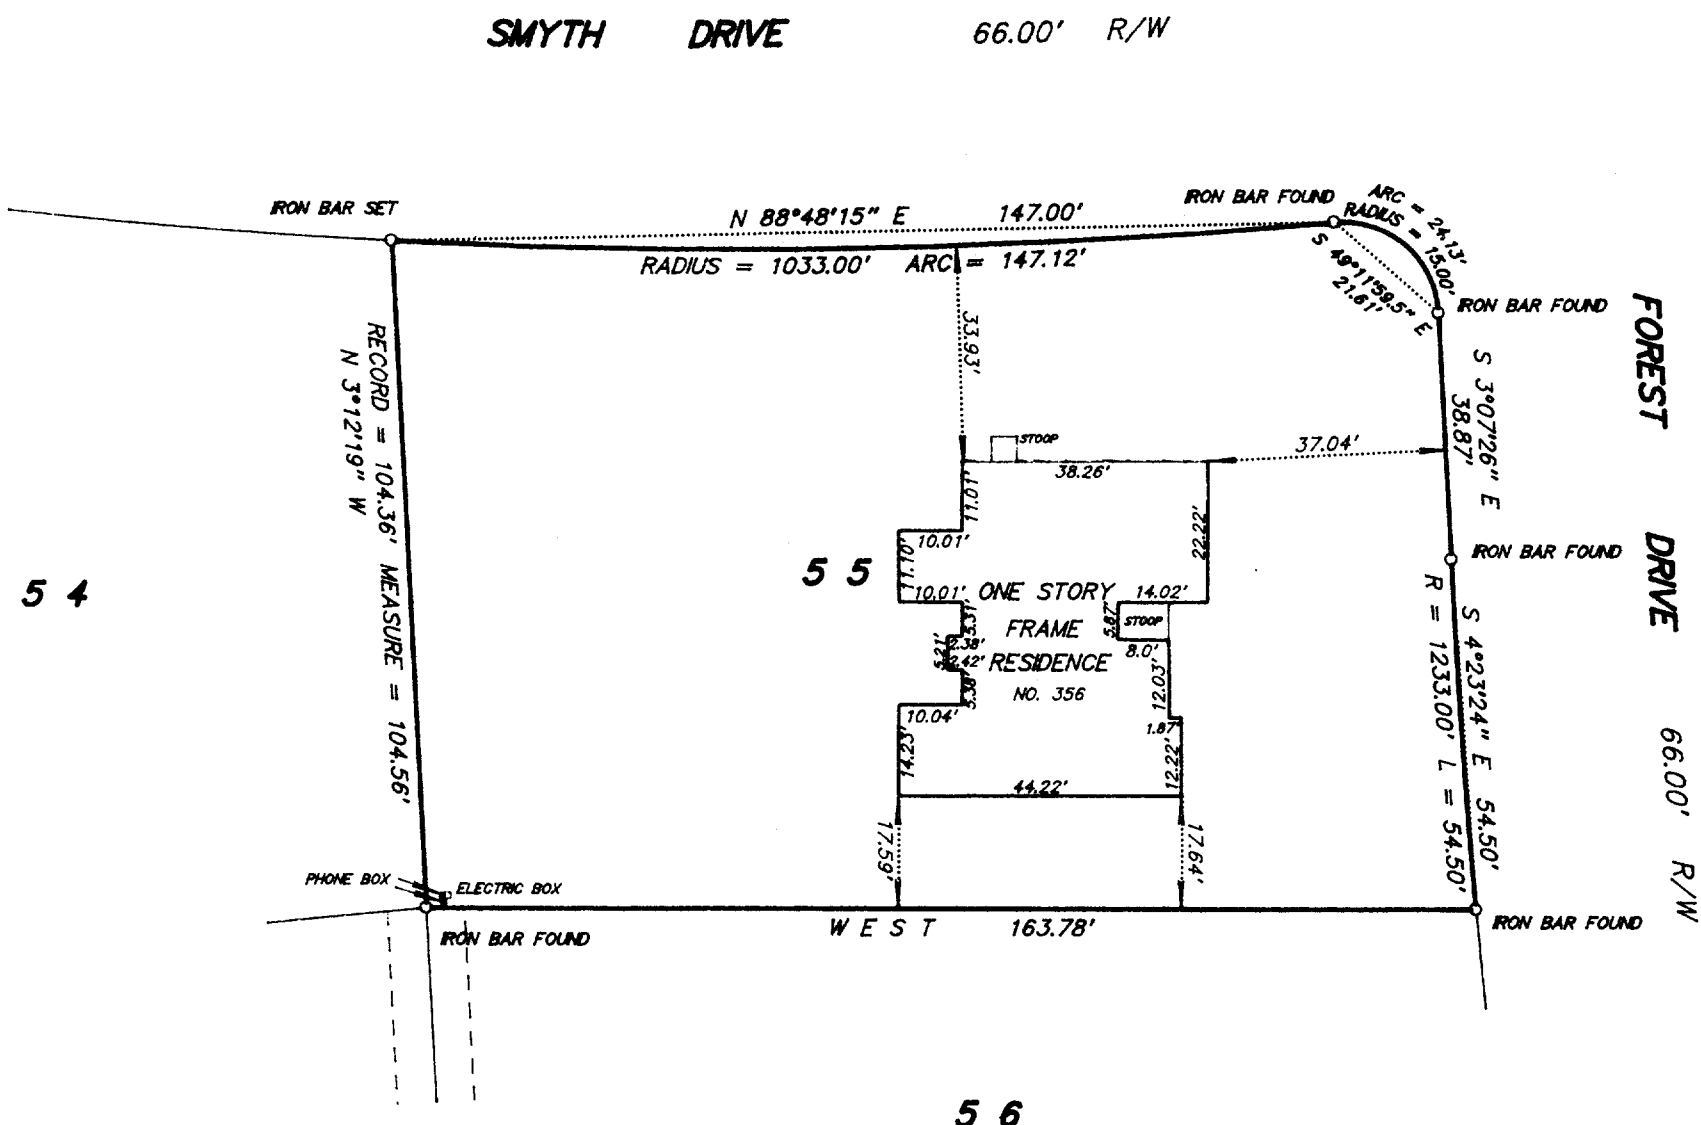 SMYTH DRIVE 66.00' R/W
IRON BAR SET
N 88°48'15" E 147.00'
IRON BAR FOUND
ARC = 24.13'
RADIUS = 15.00'
RADIUS = 1033.00' ARC = 147.12'
S 49°11'59.5" E
21.61'
IRON BAR FOUND
FOREST DRIVE 66.00' R/W
RECORD = 104.36' MEASURE = 104.56'
N 3°12'19" W
33.93'
S 3°07'26" E
38.87'
STOOP
38.26'
37.04'
11.01'
10.01'
11.10'
22.22'
IRON BAR FOUND
5 4
5 5
10.01'
ONE STORY
14.02'
5.31'
FRAME
5.87'
STOOP
2.38'
5.21'
2.42'
RESIDENCE
8.0'
5.38'
NO. 356
12.03'
10.04'
1.87'
14.23'
12.22'
44.22'
S 4°23'24" E 54.50'
R = 1233.00' L = 54.50'
17.59'
17.64'
PHONE BOX
ELECTRIC BOX
WEST 163.78'
IRON BAR FOUND
IRON BAR FOUND
5 6